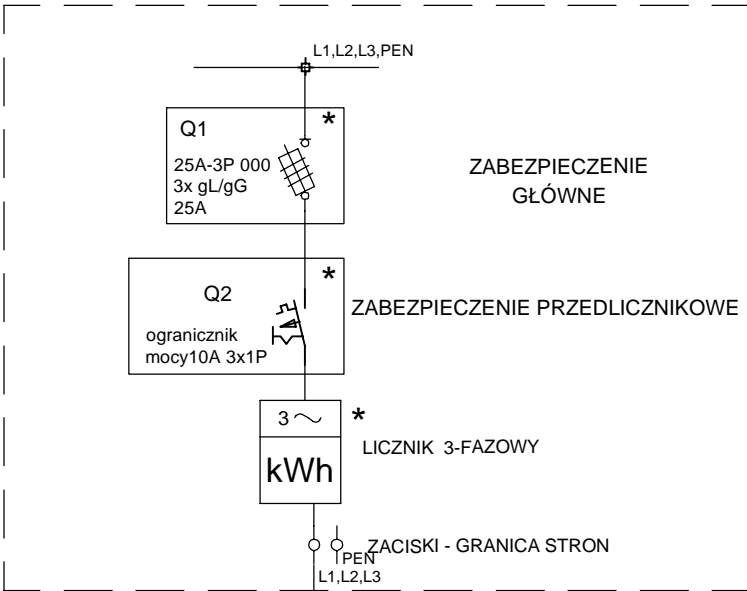 L1,L2,L3,PEN
Q1
*
25A-3P 000
3x gL/gG
25A
ZABEZPIECZENIE
GŁÓWNE
Q2
*
ZABEZPIECZENIE PRZEDLICZNIKOWE
ogranicznik
mocy10A 3x1P
3
*
LICZNIK 3-FAZOWY
kWh
ZACISKI - GRANICA STRON
PEN
L1,L2,L3